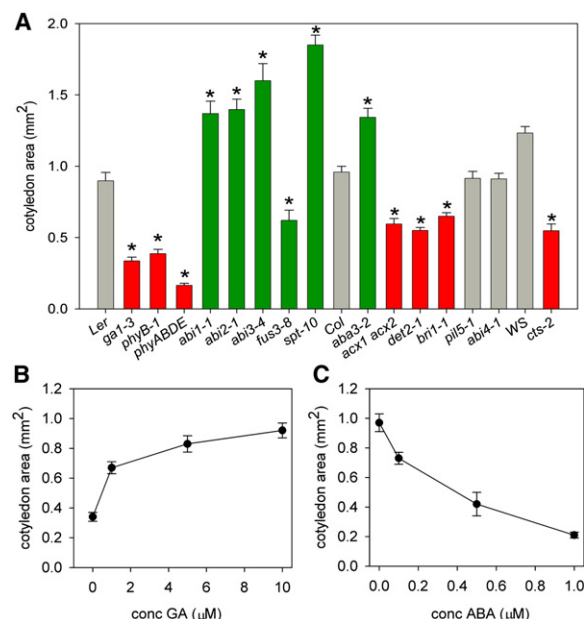 A
cotyledon area (mm2)
2.0
1.5
1.0
0.5
0.0
* * * * * * * * * * * * *
Ler ga1-3 phyB-1 phyABDE abi1-1 abi2-1 abi3-4 fus3-8 spt-10 Col aba3-2 acx1 acx2 det2-1 bri1-1 pil5-1 abi4-1 WS cts-2
B
cotyledon area (mm2)
1.2
1.0
0.8
0.6
0.4
0.2
0.0
0 2 4 6 8 10
conc GA (μM)
C
cotyledon area (mm2)
1.2
1.0
0.8
0.6
0.4
0.2
0.0
0.0 0.2 0.4 0.6 0.8 1.0
conc ABA (μM)